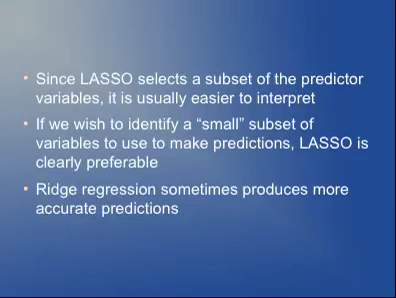 • Since LASSO selects a subset of the predictor
variables, it is usually easier to interpret
• If we wish to identify a “small” subset of
variables to use to make predictions, LASSO is
clearly preferable
• Ridge regression sometimes produces more
accurate predictions